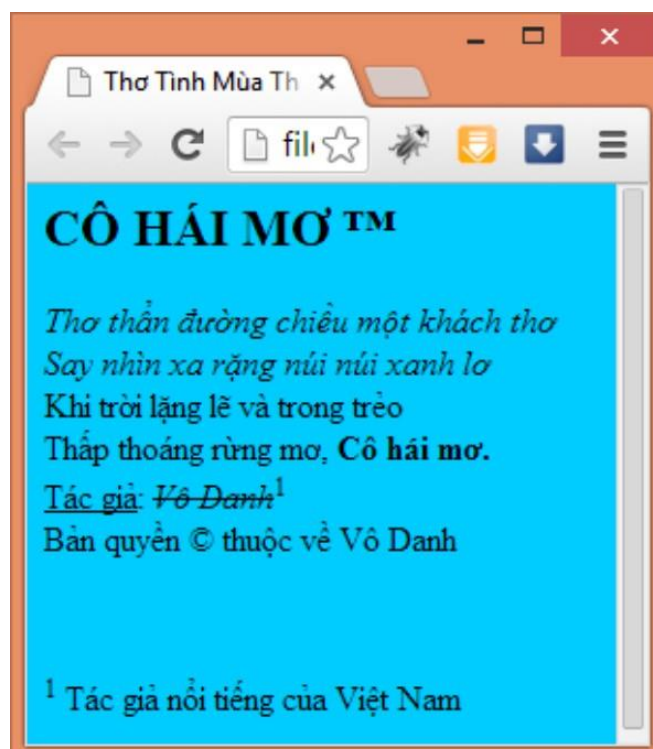 Thơ Tình Mùa Th
fil
CÔ HÁI MƠ ™
Thơ thẩn đường chiều một khách thơ
Say nhìn xa rặng núi núi xanh lơ
Khi trời lặng lẽ và trong trẻo
Thấp thoáng rừng mơ, Cô hái mơ.
Tác giả: Vô Danh¹
Bản quyền © thuộc về Vô Danh
¹ Tác giả nổi tiếng của Việt Nam